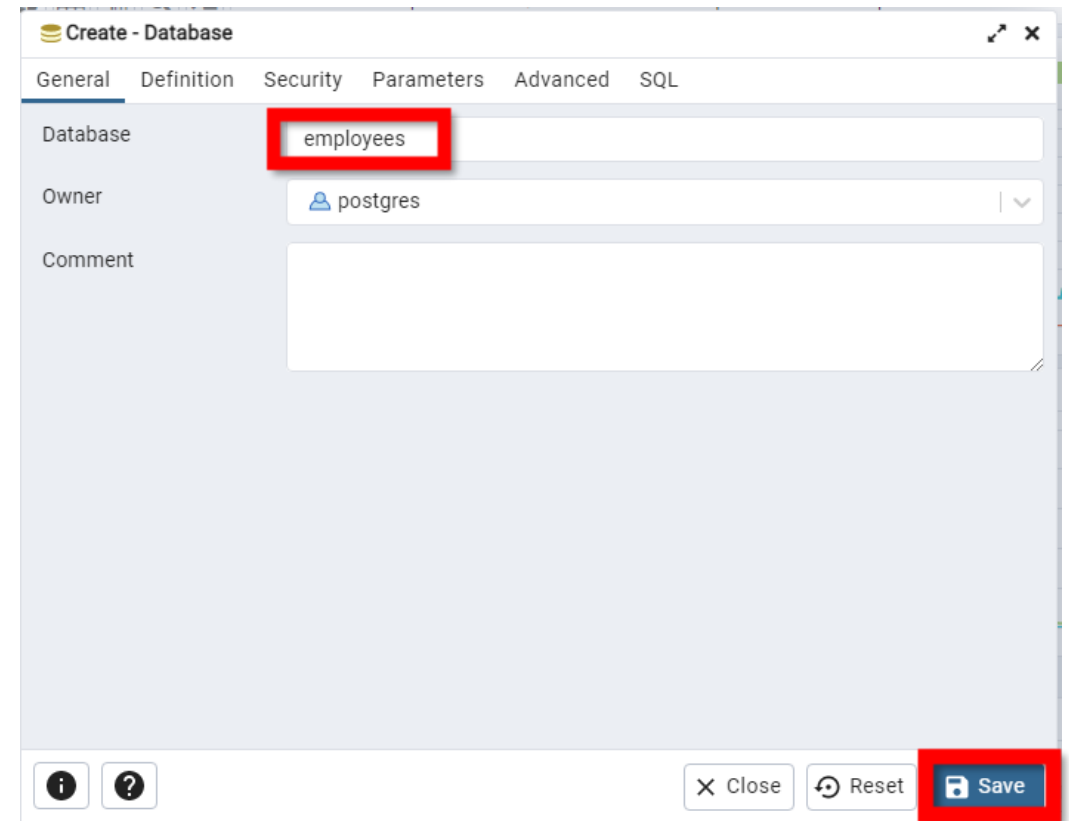 Create - Database
General Definition Security Parameters Advanced SQL
Database employees
Owner postgres
Comment
Close Reset Save